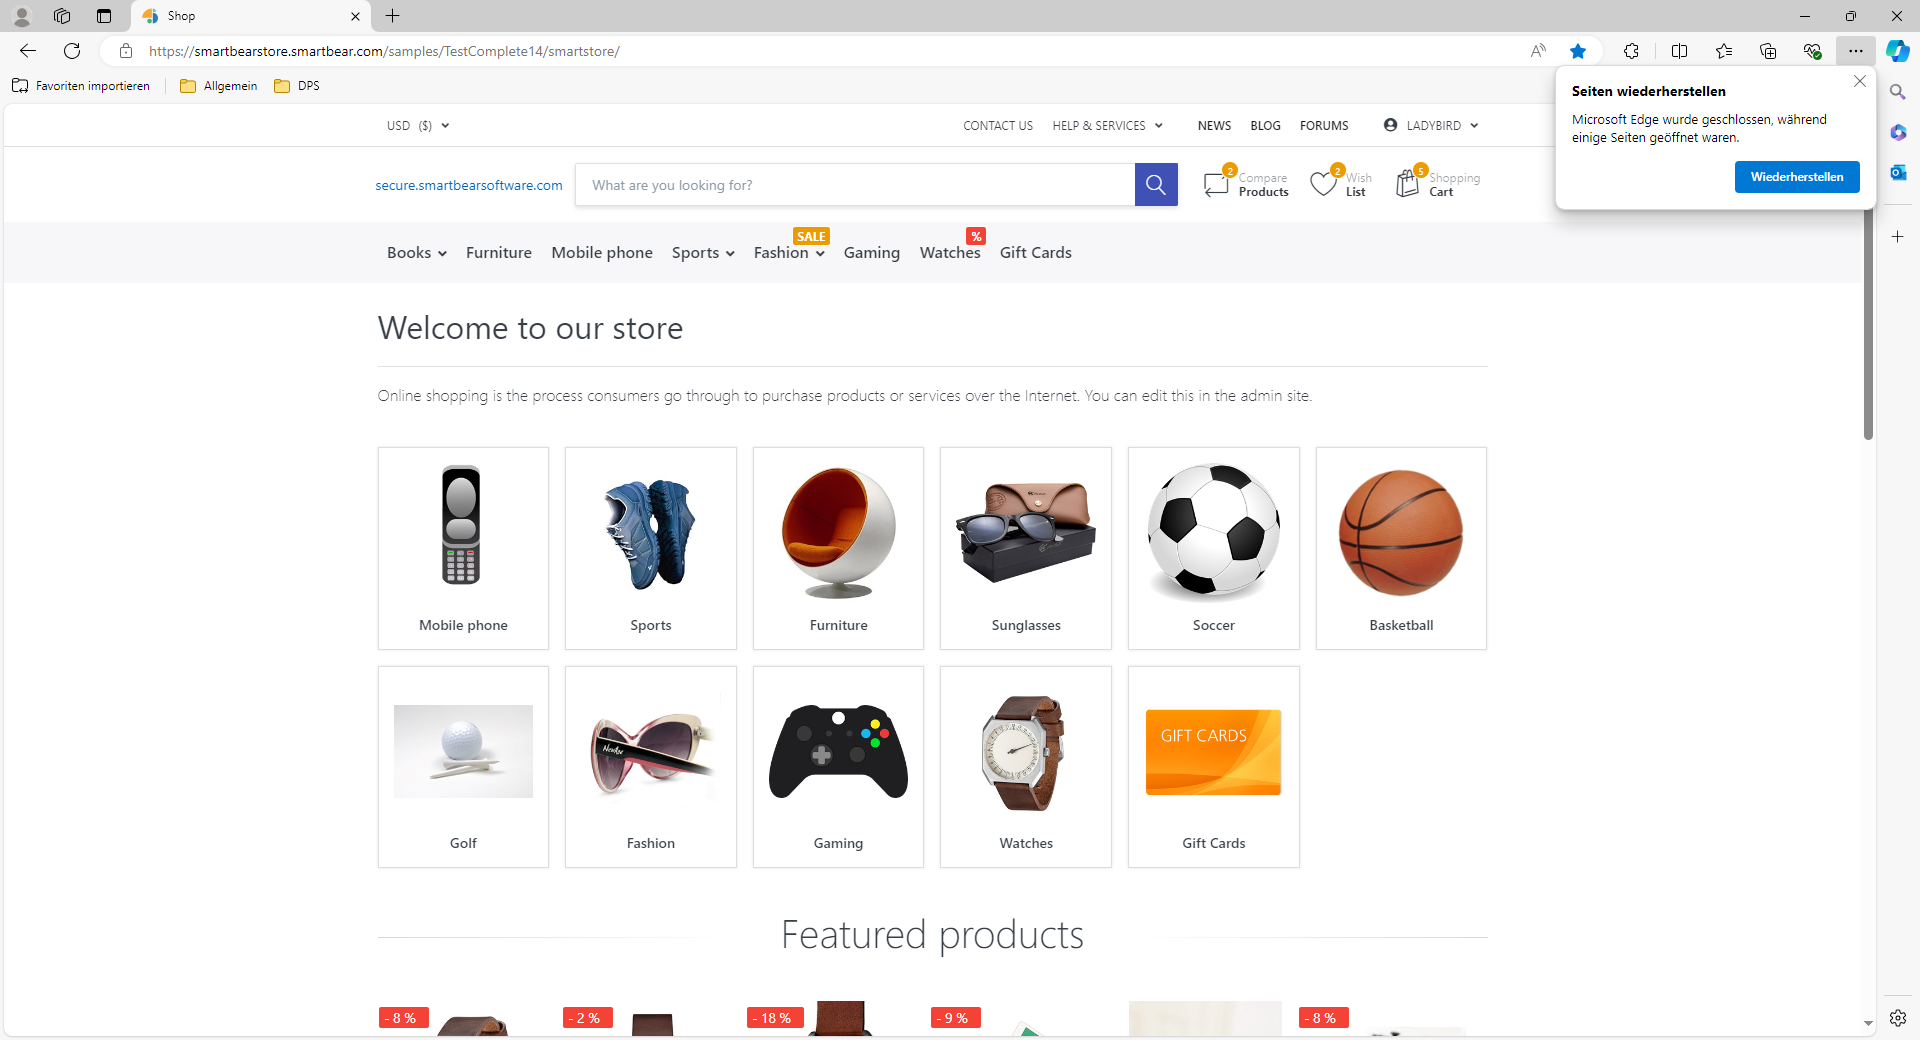 Shop
https://smartbearstore.smartbear.com/samples/TestComplete14/smartstore/
Favoriten importieren
Allgemein
DPS
Seiten wiederherstellen
Microsoft Edge wurde geschlossen, während
einige Seiten geöffnet waren.
Wiederherstellen
USD ($)
CONTACT US
HELP & SERVICES
NEWS
BLOG
FORUMS
LADYBIRD
secure.smartbearsoftware.com
What are you looking for?
2
Compare
Products
2
Wish
List
5
Shopping
Cart
SALE
%
Books
Furniture
Mobile phone
Sports
Fashion
Gaming
Watches
Gift Cards
Welcome to our store
Online shopping is the process consumers go through to purchase products or services over the Internet. You can edit this in the admin site.
Mobile phone
Sports
Furniture
Sunglasses
Soccer
Basketball
GIFT CARDS
Golf
Fashion
Gaming
Watches
Gift Cards
Featured products
- 8 %
- 2 %
- 18 %
- 9 %
- 8 %